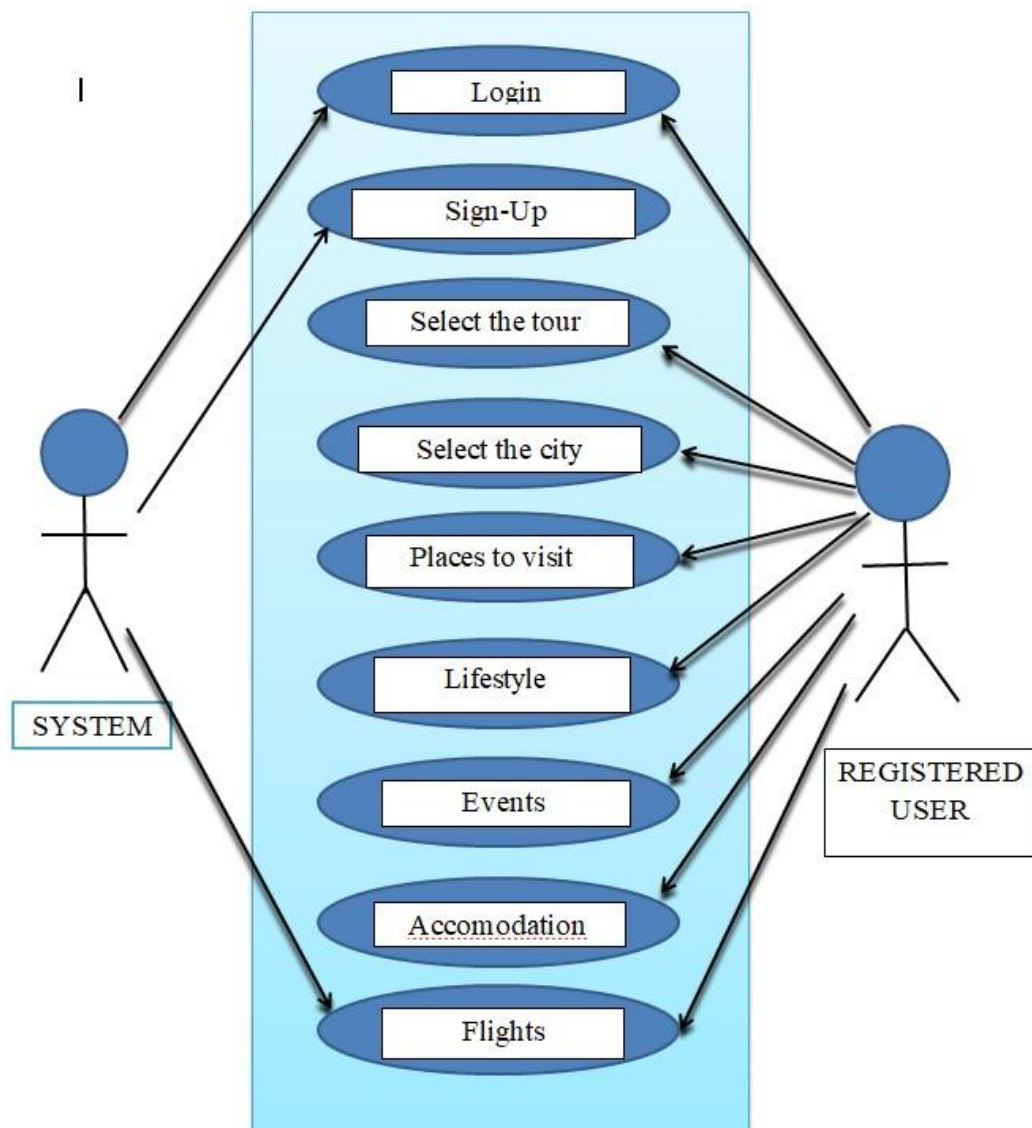 Login
Sign-Up
Select the tour
Select the city
Places to visit
Lifestyle
SYSTEM
REGISTERED
USER
Events
Accomodation
Flights